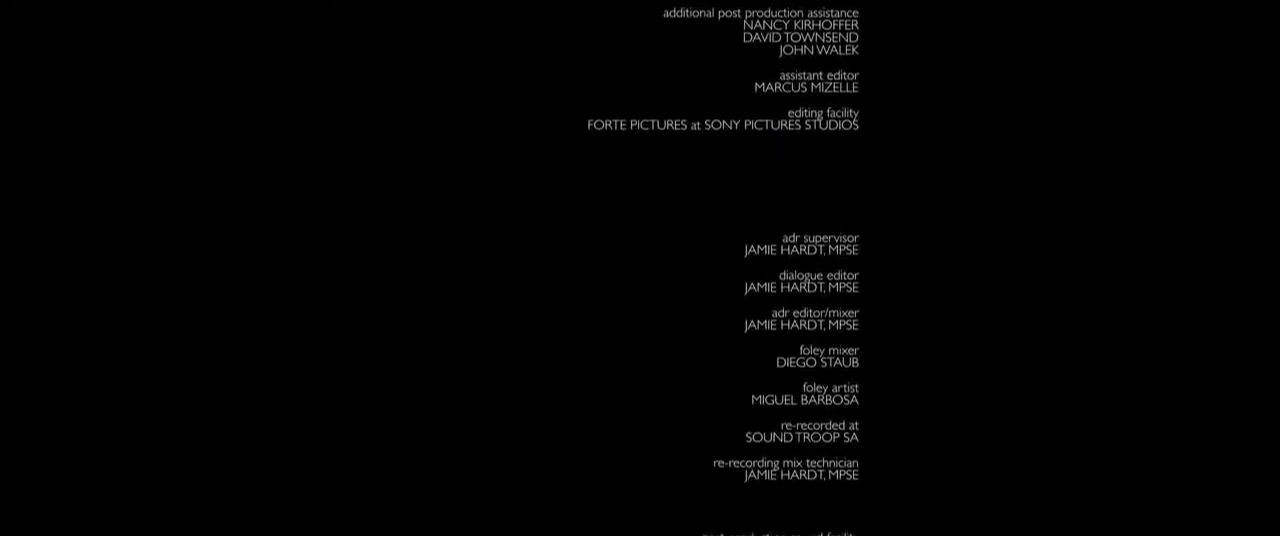 additional post production assistance
NANCY KIRHOFFER
DAVID TOWNSEND
JOHN WALEK
assistant editor
MARCUS MIZELLE
editing facility
FORTE PICTURES at SONY PICTURES STUDIOS
adr supervisor
JAMIE HARDT, MPSE
dialogue editor
JAMIE HARDT, MPSE
adr editor/mixer
JAMIE HARDT, MPSE
foley mixer
DIEGO STAUB
foley artist
MIGUEL BARBOSA
re-recorded at
SOUND TROOP SA
re-recording mix technician
JAMIE HARDT, MPSE